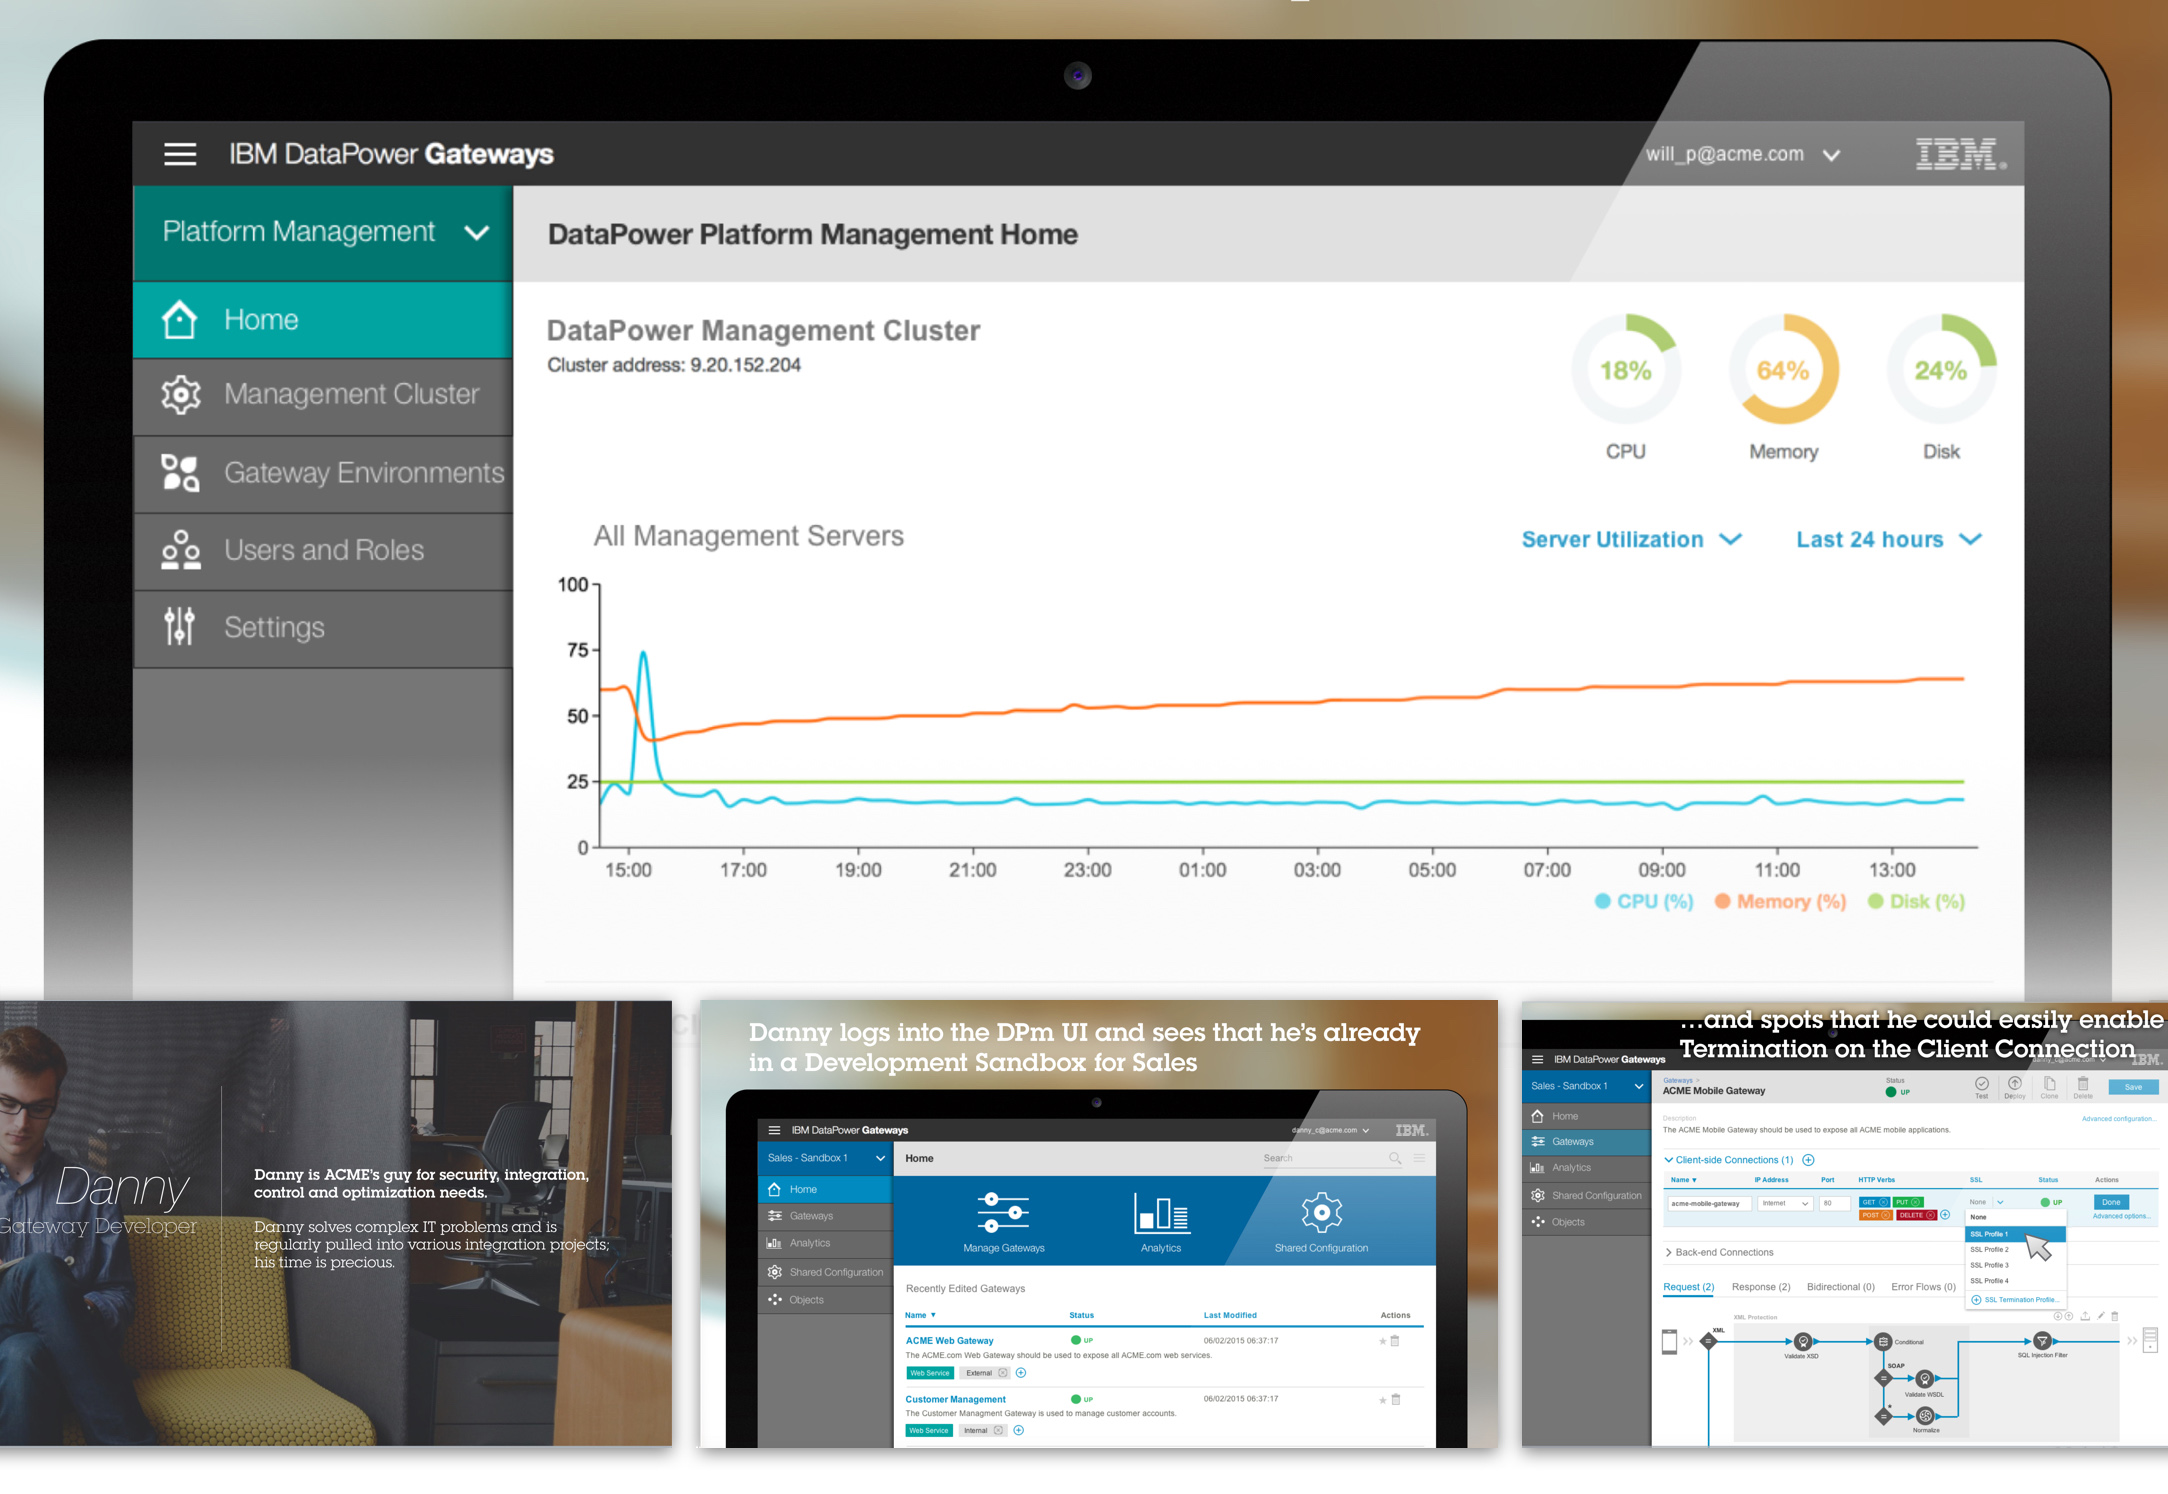 IBM DataPower Gateways
will_p@acme.com
IBM
Platform Management
DataPower Platform Management Home
Home
Management Cluster
Gateway Environments
Users and Roles
Settings
DataPower Management Cluster
Cluster address: 9.20.152.204
18%
64%
24%
CPU
Memory
Disk
All Management Servers
Server Utilization
Last 24 hours
100
75
50
25
0
15:00 17:00 19:00 21:00 23:00 01:00 03:00 05:00 07:00 09:00 11:00 13:00
CPU (%) Memory (%) Disk (%)
Danny
Gateway Developer
Danny is ACME's guy for security, integration,
control and optimization needs.
Danny solves complex IT problems and is
regularly pulled into various integration projects;
his time is precious.
Danny logs into the DPm UI and sees that he's already
in a Development Sandbox for Sales
IBM DataPower Gateways
danny_c@acme.com
IBM
Sales - Sandbox 1
Home
Search
Home
Gateways
Analytics
Shared Configuration
Objects
Manage Gateways
Analytics
Shared Configuration
Recently Edited Gateways
Name Status Last Modified Actions
ACME Web Gateway UP 06/02/2015 06:37:17
The ACME.com Web Gateway should be used to expose all ACME.com web services.
Web Service External
Customer Management UP 06/02/2015 06:37:17
The Customer Managment Gateway is used to manage customer accounts.
Web Service Internal
...and spots that he could easily enable
Termination on the Client Connection
IBM DataPower Gateways
IBM
Sales - Sandbox 1
Home
Gateways
Analytics
Shared Configuration
Objects
Gateways >
ACME Mobile Gateway
Status
UP
Test Deploy Clone Delete
Save
Description
Advanced configuration...
The ACME Mobile Gateway should be used to expose all ACME mobile applications.
Client-side Connections (1)
Name IP Address Port HTTP Verbs SSL Status Actions
acme-mobile-gateway Internet 80 GET PUT None UP Done
POST DELETE
Advanced options...
None
SSL Profile 1
SSL Profile 2
SSL Profile 3
SSL Profile 4
SSL Termination Profile...
Back-end Connections
Request (2) Response (2) Bidirectional (0) Error Flows (0)
XML Protection
XML
Validate XSD
Conditional
SQL Injection Filter
SOAP
Validate WSDL
Normalize